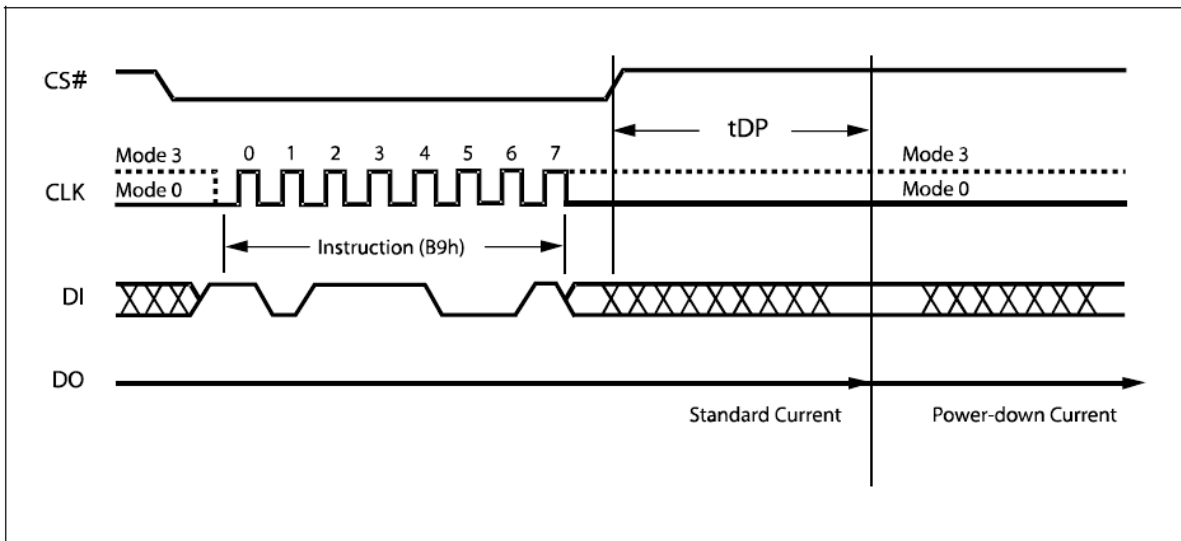 CS#
tDP
Mode 3 0 1 2 3 4 5 6 7 Mode 3
CLK Mode 0 Mode 0
Instruction (B9h)
DI
DO
Standard Current Power-down Current